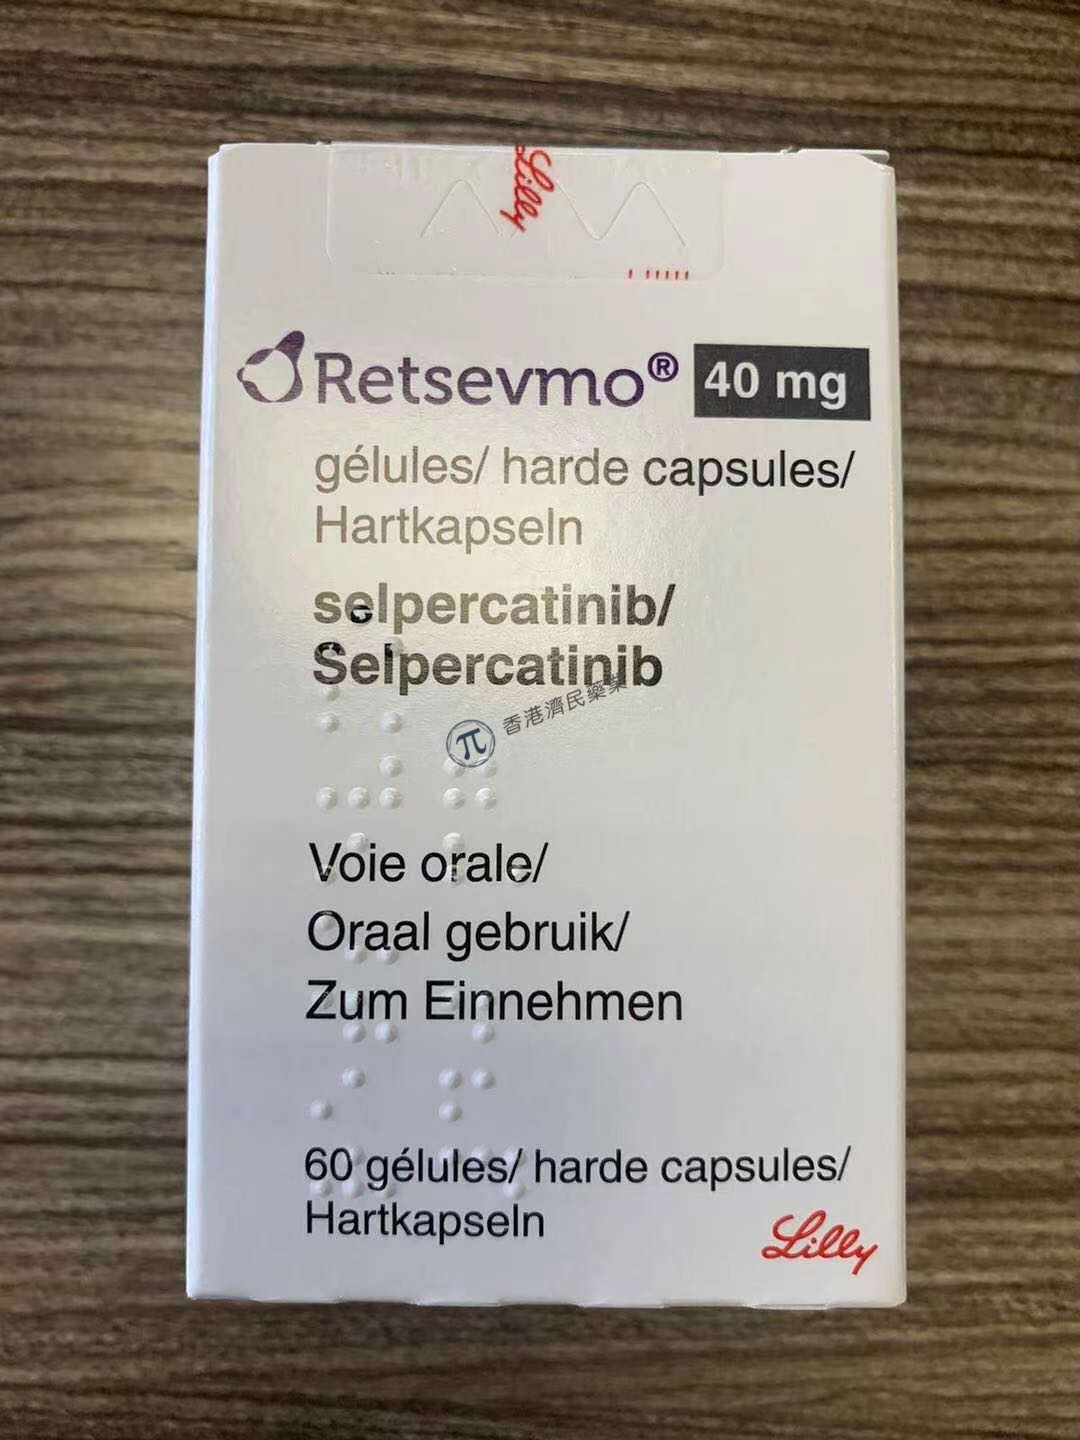 Lilly
Retsevmo® 40 mg
gélules/ harde capsules/
Hartkapseln
selpercatinib/
Selpercatinib
π 香港濟民藥業
Voie orale/
Oraal gebruik/
Zum Einnehmen
60 gélules/ harde capsules/
Hartkapseln
Lilly